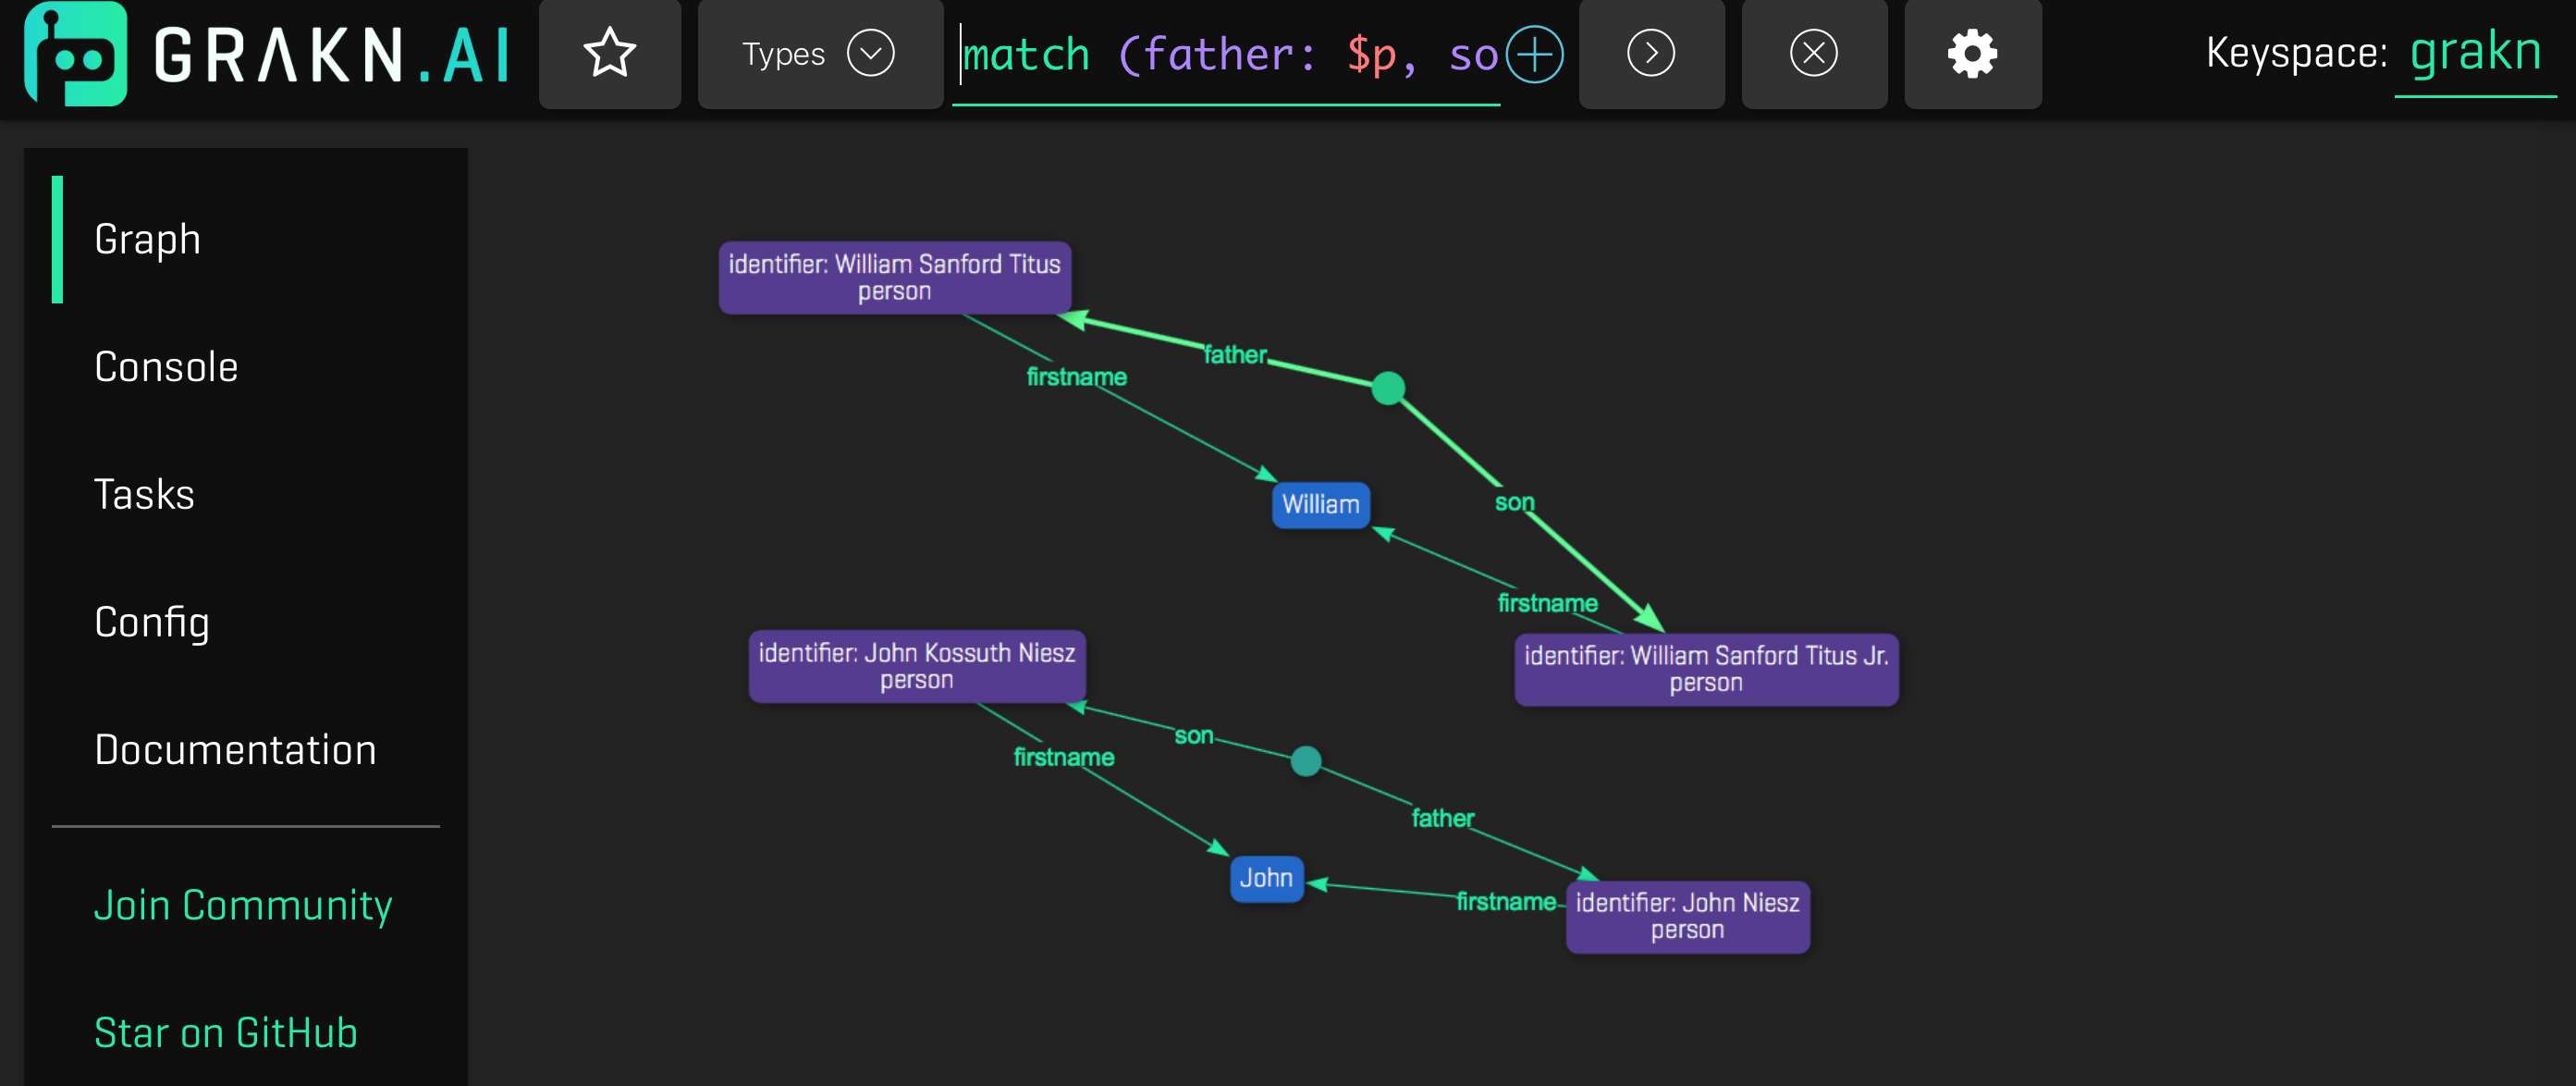 GRAKN.AI
Types
match (father: $p, so
Keyspace: grakn
Graph
Console
Tasks
Config
Documentation
Join Community
Star on GitHub
identifier: William Sanford Titus
person
father
firstname
William
son
firstname
identifier: John Kossuth Niesz
person
identifier: William Sanford Titus Jr.
person
son
firstname
father
John
firstname
identifier: John Niesz
person